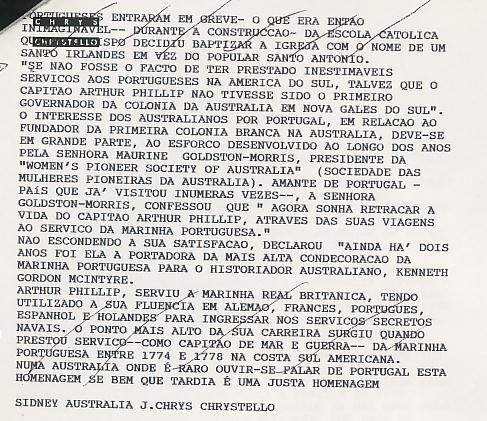 PORTUGUESES ENTRARAM EM GREVE- O QUE ERA ENTAO
CHRYS
INIMAGINAVEL-- DURANTE A CONSTRUCCAO- DA ESCOLA CATOLICA
CHRYSTELLO
DECIDIU BAPTIZAR A IGREJA COM O NOME DE UM
SANTO IRLANDES EM VEZ DO POPULAR SANTO ANTONIO.
"SE NAO FOSSE O FACTO DE TER PRESTADO INESTIMAVEIS
SERVICOS AOS PORTUGUESES NA AMERICA DO SUL, TALVEZ QUE O
CAPITAO ARTHUR PHILLIP NAO TIVESSE SIDO O PRIMEIRO
GOVERNADOR DA COLONIA DA AUSTRALIA EM NOVA GALES DO SUL".
O INTERESSE DOS AUSTRALIANOS POR PORTUGAL, EM RELACAO AO
FUNDADOR DA PRIMEIRA COLONIA BRANCA NA AUSTRALIA, DEVE-SE
EM GRANDE PARTE, AO ESFORCO DESENVOLVIDO AO LONGO DOS ANOS
PELA SENHORA MAURINE GOLDSTON-MORRIS, PRESIDENTE DA
"WOMEN'S PIONEER SOCIETY OF AUSTRALIA" (SOCIEDADE DAS
MULHERES PIONEIRAS DA AUSTRALIA). AMANTE DE PORTUGAL -
PAíS QUE JA' VISITOU INUMERAS VEZES--, A SENHORA
GOLDSTON-MORRIS, CONFESSOU QUE " AGORA SONHA RETRACAR A
VIDA DO CAPITAO ARTHUR PHILLIP, ATRAVES DAS SUAS VIAGENS
AO SERVICO DA MARINHA PORTUGUESA."
NAO ESCONDENDO A SUA SATISFACAO, DECLAROU "AINDA HA' DOIS
ANOS FOI ELA A PORTADORA DA MAIS ALTA CONDECORACAO DA
MARINHA PORTUGUESA PARA O HISTORIADOR AUSTRALIANO, KENNETH
GORDON MCINTYRE.
ARTHUR PHILLIP, SERVIU A MARINHA REAL BRITANICA, TENDO
UTILIZADO A SUA FLUENCIA EM ALEMAO, FRANCES, PORTUGUES,
ESPANHOL E HOLANDES PARA INGRESSAR NOS SERVICOS SECRETOS
NAVAIS. O PONTO MAIS ALTO DA SUA CARREIRA SURGIU QUANDO
PRESTOU SERVICO--COMO CAPITAO DE MAR E GUERRA-- DA MARINHA
PORTUGUESA ENTRE 1774 E 1778 NA COSTA SUL AMERICANA.
NUMA AUSTRALIA ONDE É RARO OUVIR-SE FALAR DE PORTUGAL ESTA
HOMENAGEM SE BEM QUE TARDIA É UMA JUSTA HOMENAGEM
SIDNEY AUSTRALIA J.CHRYS CHRYSTELLO